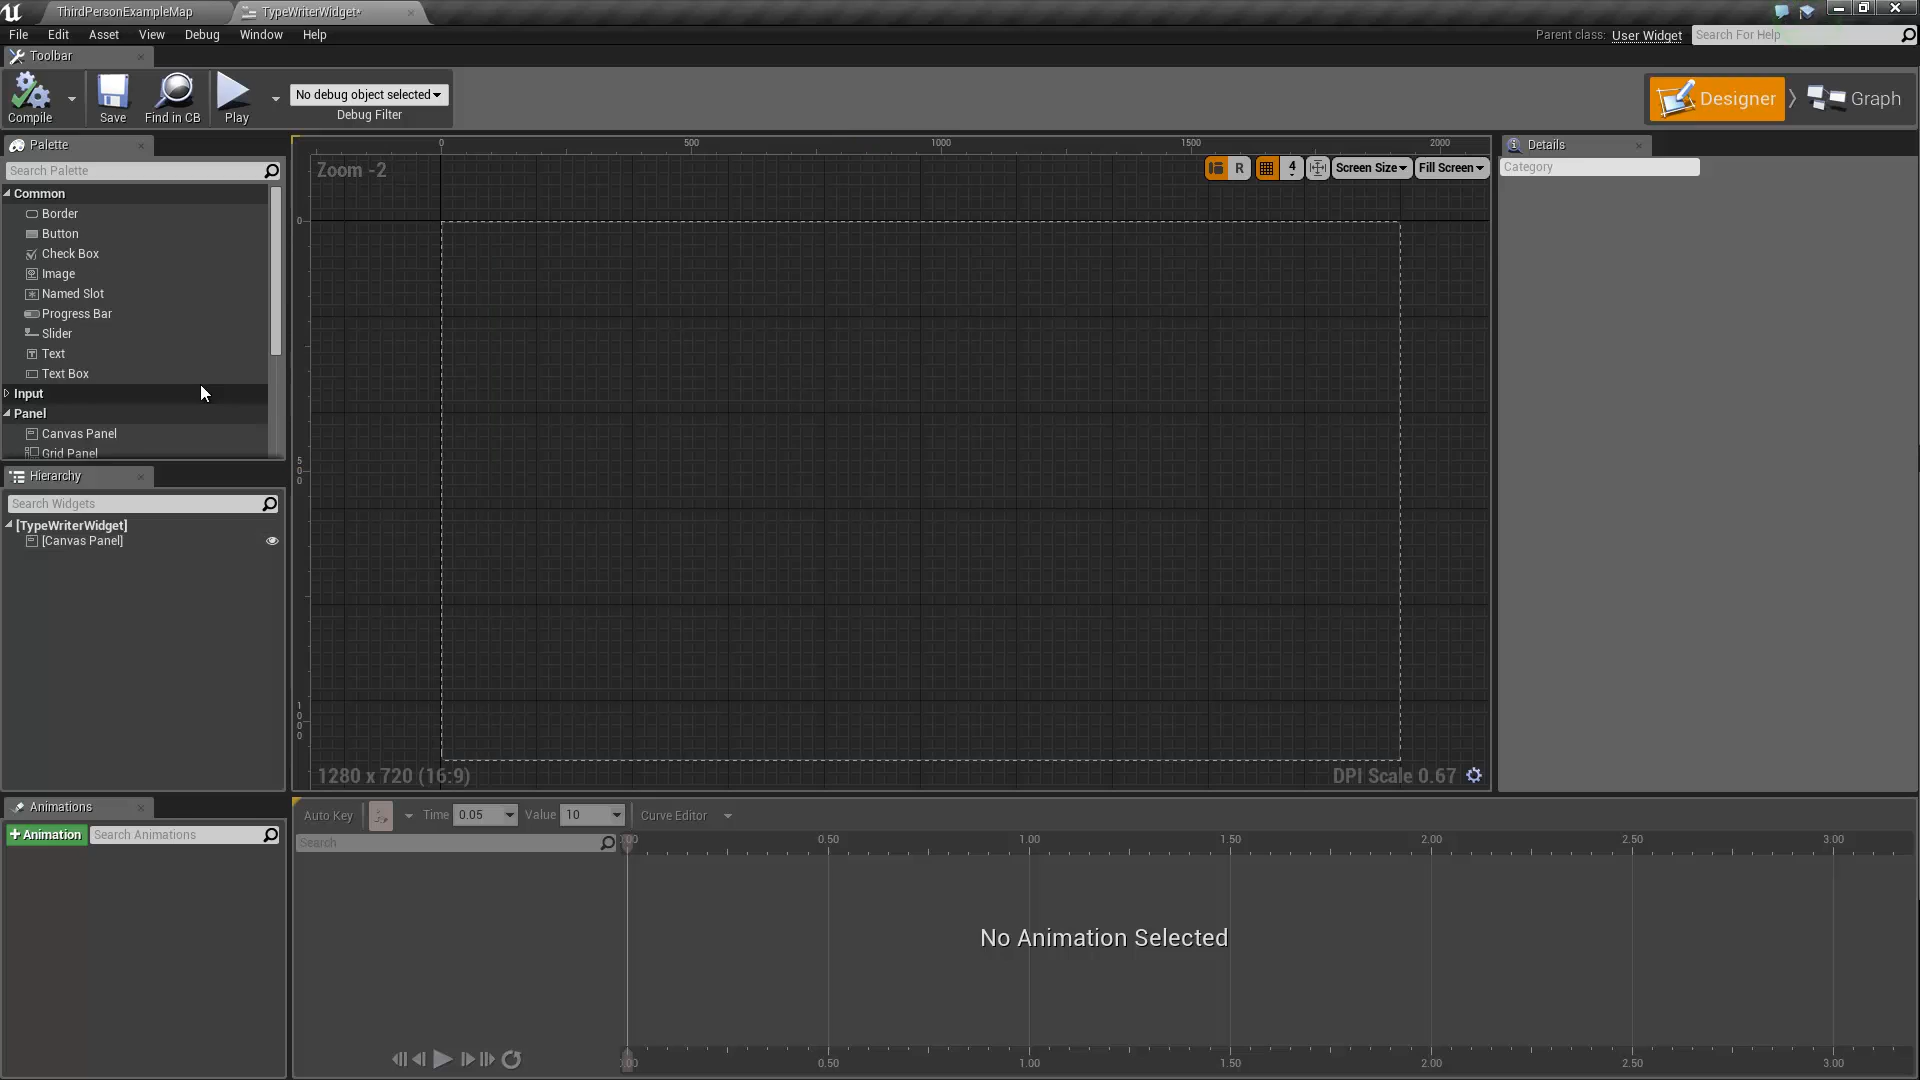 ThirdPersonExampleMap
TypeWriterWidget*
File Edit Asset View Debug Window Help
Parent class: User Widget
Search For Help
Toolbar
Compile
Save
Find in CB
Play
No debug object selected
Debug Filter
Designer
Graph
Palette
Search Palette
Common
Border
Button
Check Box
Image
Named Slot
Progress Bar
Slider
Text
Text Box
Input
Panel
Canvas Panel
Grid Panel
Hierarchy
Search Widgets
[TypeWriterWidget]
[Canvas Panel]
0 500 1000 1500 2000
Zoom -2
R
4
Screen Size
Fill Screen
0
500
1000
1280 x 720 (16:9)
DPI Scale 0.67
Details
Category
Animations
+Animation
Search Animations
Auto Key
Time 0.05
Value 10
Curve Editor
Search
0.50 1.00 1.50 2.00 2.50 3.00
No Animation Selected
0.50 1.00 1.50 2.00 2.50 3.00